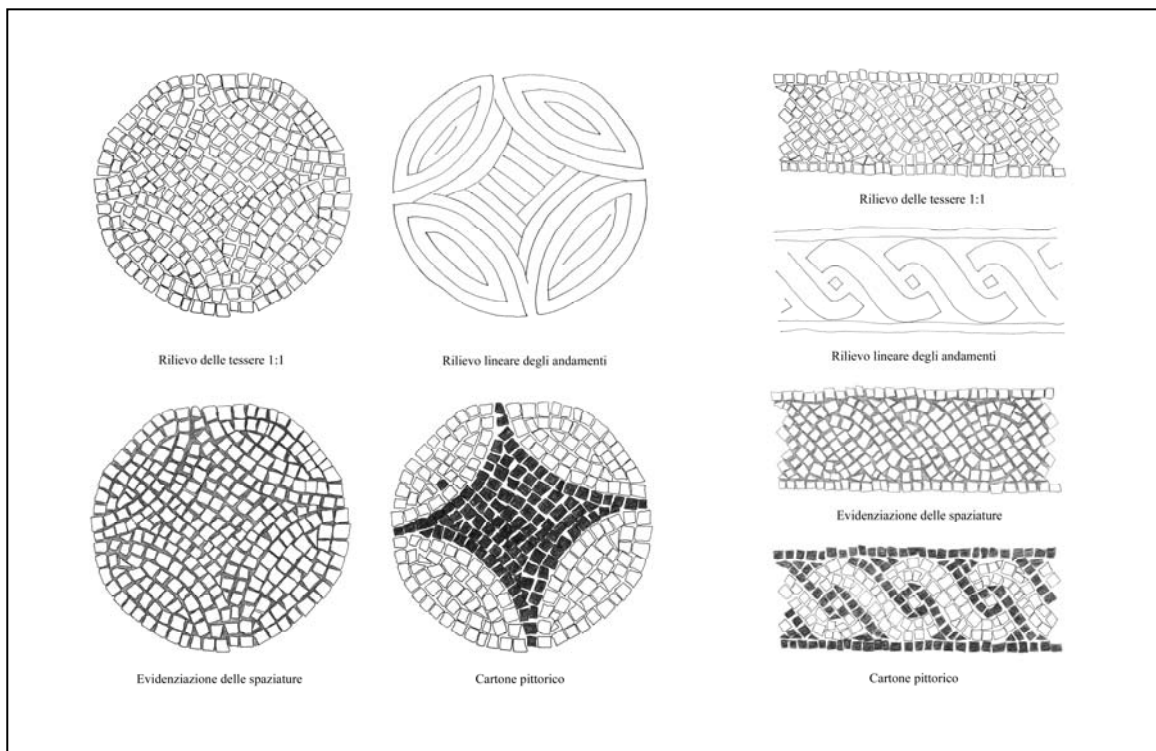 Rilievo delle tessere 1:1
Rilievo lineare degli andamenti
Evidenziazione delle spaziature
Cartone pittorico
Rilievo delle tessere 1:1
Rilievo lineare degli andamenti
Evidenziazione delle spaziature
Cartone pittorico